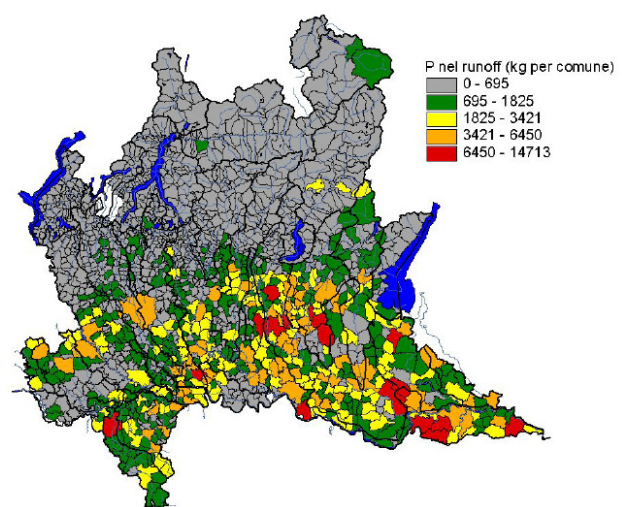 P nel runoff (kg per comune)
0 - 695
695 - 1825
1825 - 3421
3421 - 6450
6450 - 14713